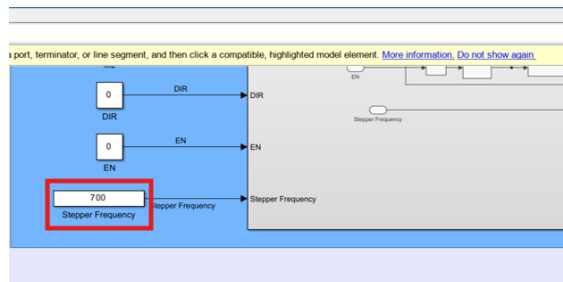 a port, terminator, or line segment, and then click a compatible, highlighted model element. More information. Do not show again
EN
0
DIR
DIR
DIR
Stepper Frequency
0
EN
EN
EN
700
Stepper Frequency
Stepper Frequency
Stepper Frequency